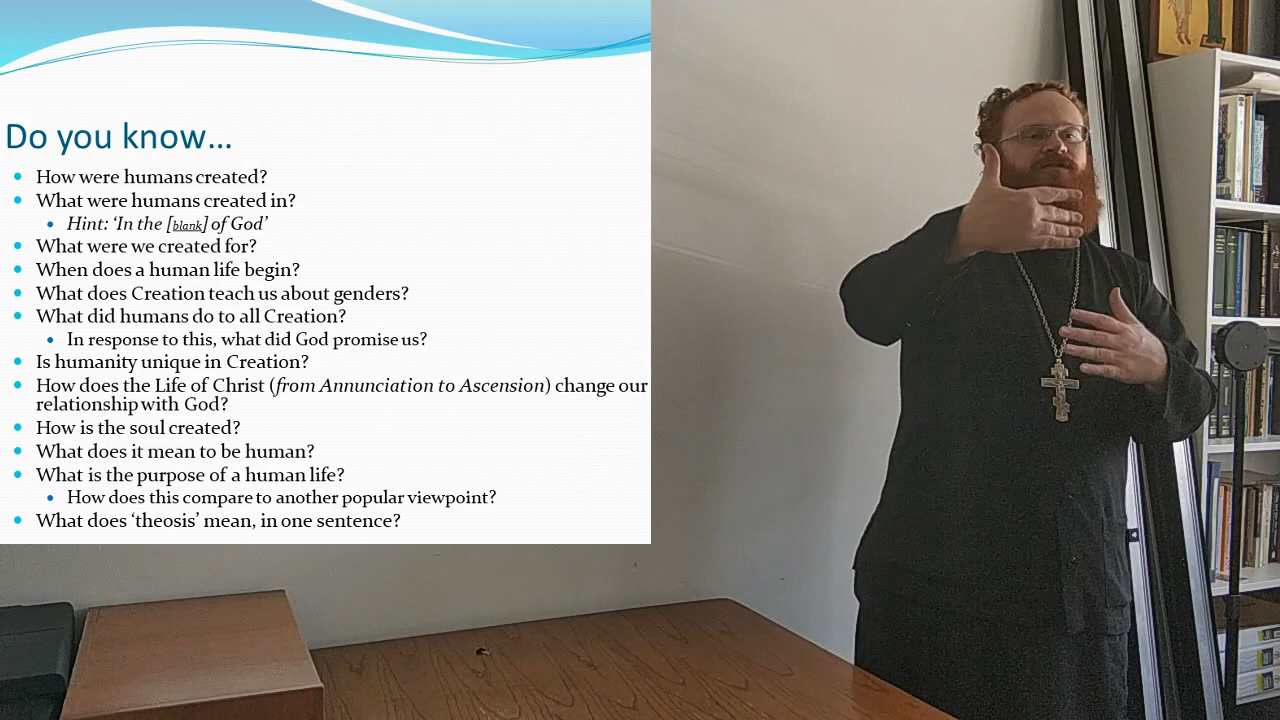 Do you know...
How were humans created?
What were humans created in?
Hint: ‘In the [blank] of God’
What were we created for?
When does a human life begin?
What does Creation teach us about genders?
What did humans do to all Creation?
In response to this, what did God promise us?
Is humanity unique in Creation?
How does the Life of Christ (from Annunciation to Ascension) change our
relationship with God?
How is the soul created?
What does it mean to be human?
What is the purpose of a human life?
How does this compare to another popular viewpoint?
What does ‘theosis’ mean, in one sentence?